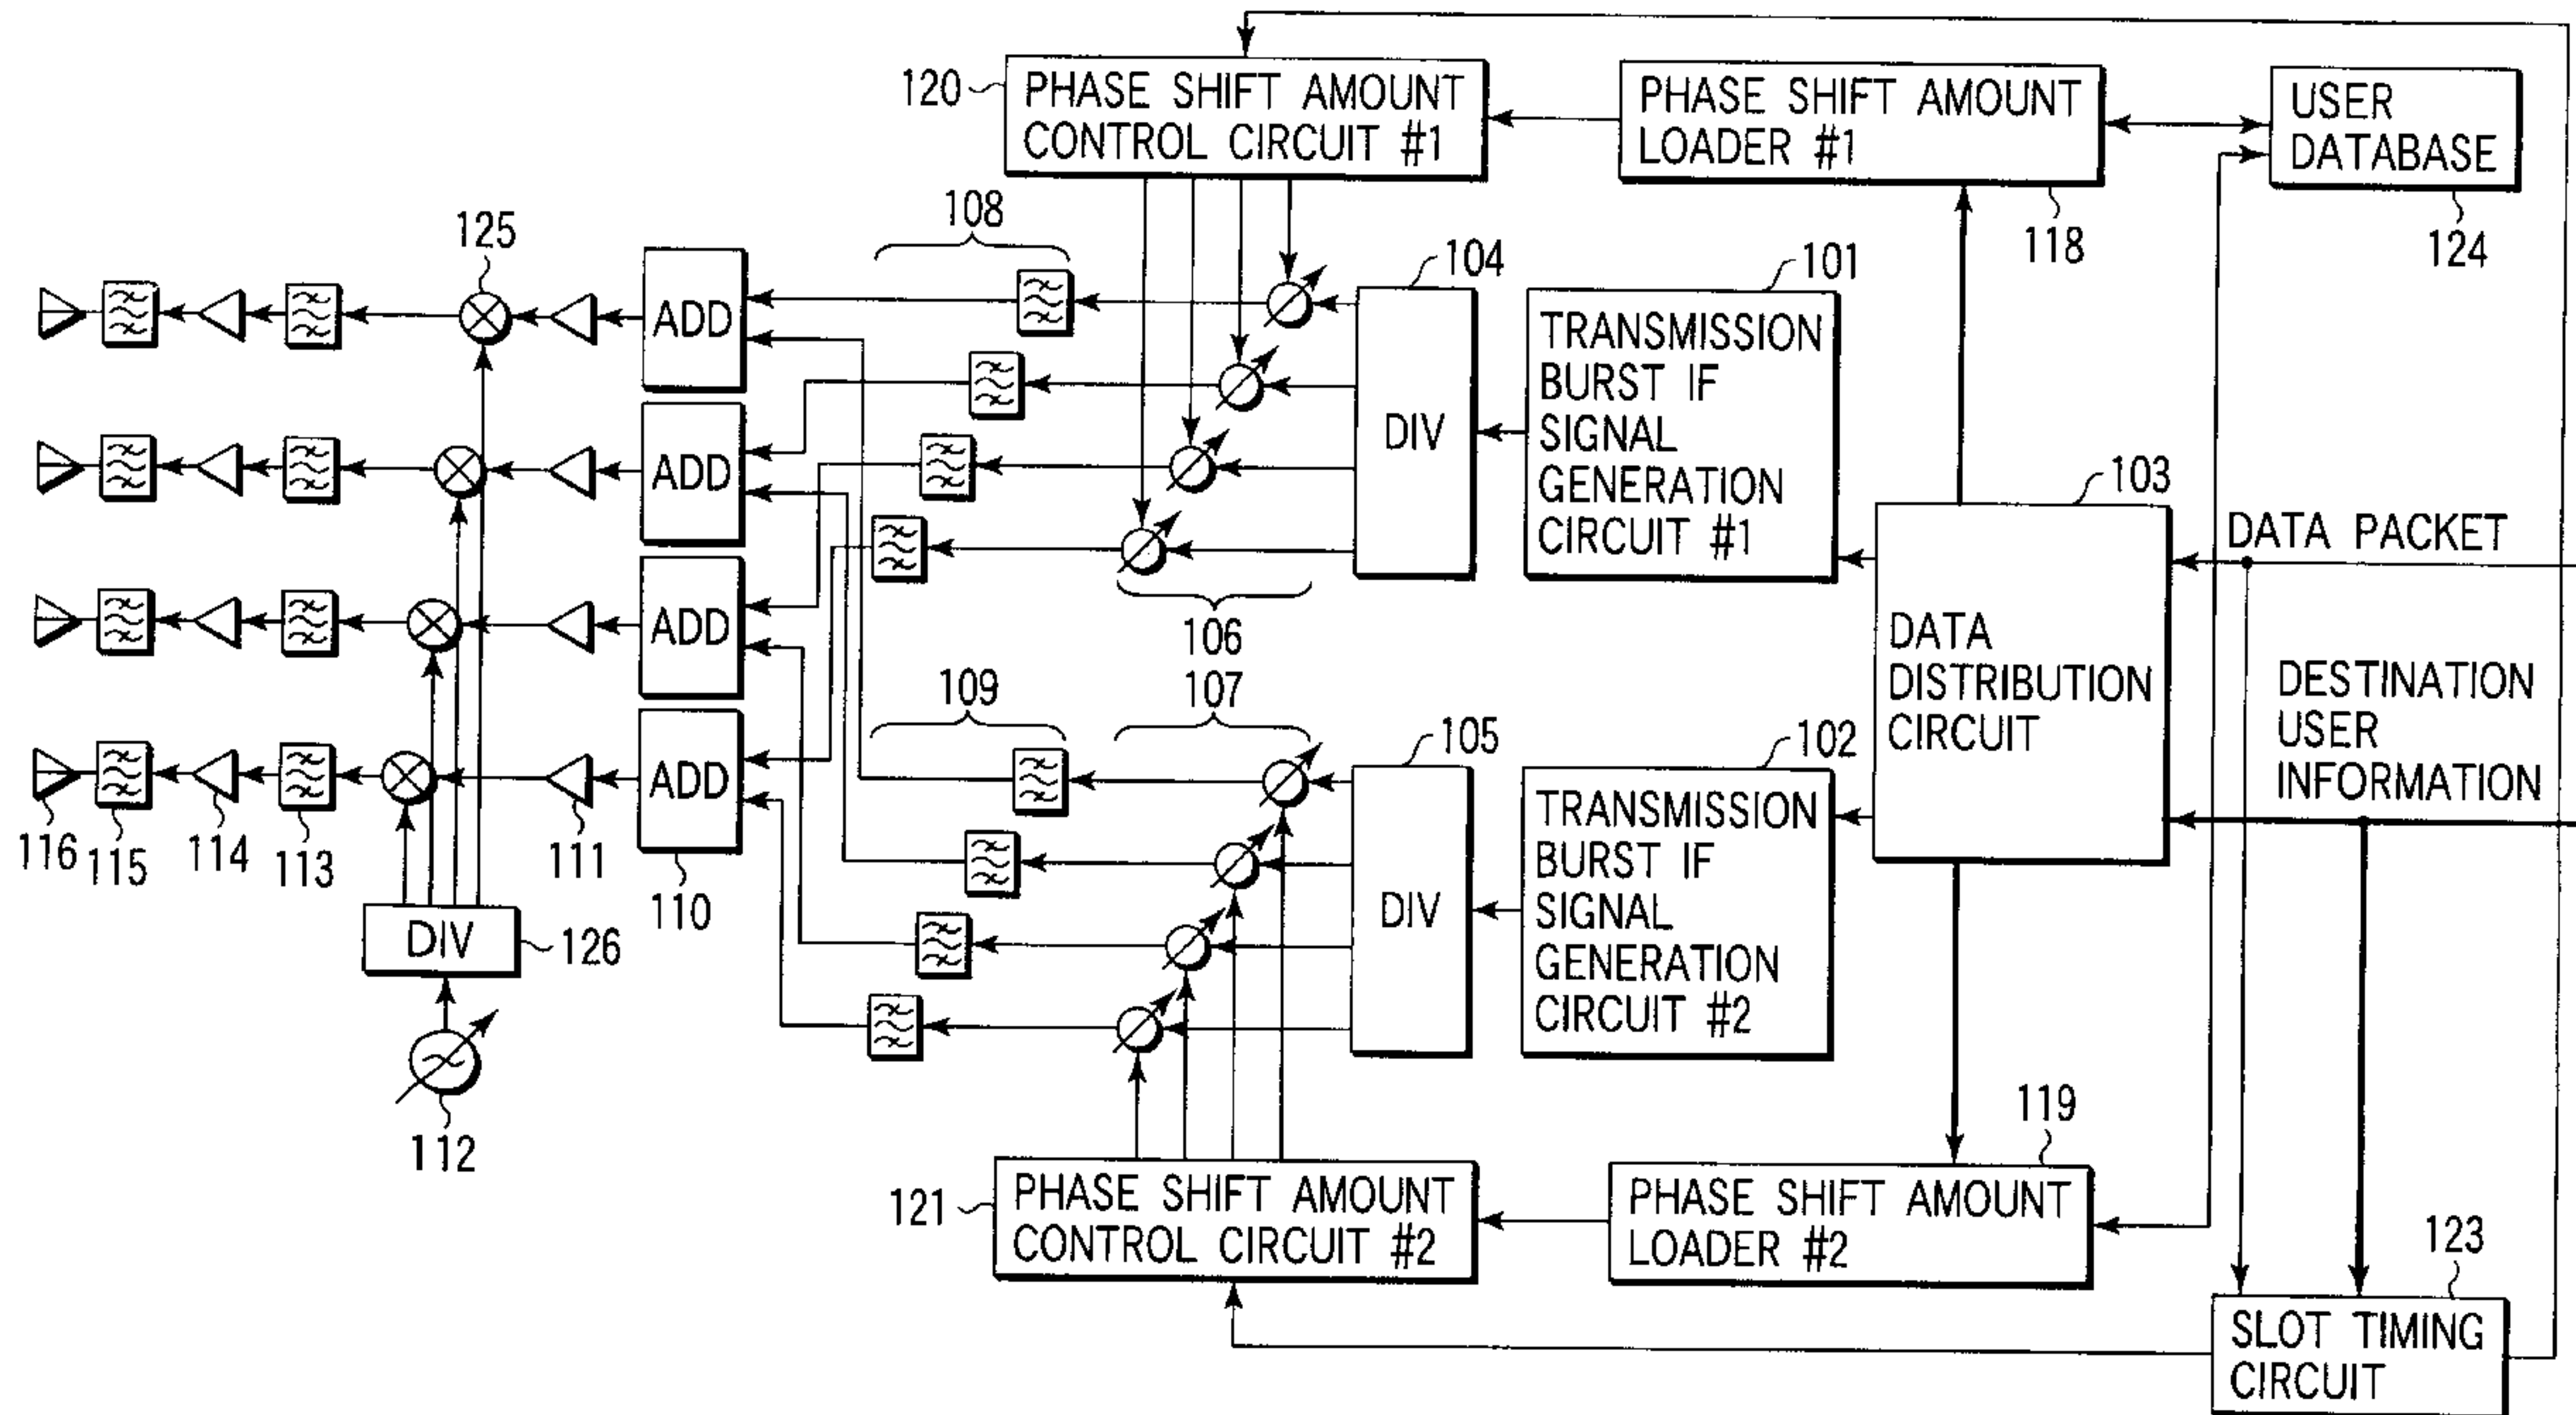 120
PHASE SHIFT AMOUNT
CONTROL CIRCUIT #1
PHASE SHIFT AMOUNT
LOADER #1
118
USER
DATABASE
124
125
108
104
101
ADD
ADD
ADD
ADD
110
DIV
TRANSMISSION
BURST IF
SIGNAL
GENERATION
CIRCUIT #1
106
103
DATA PACKET
DATA
DISTRIBUTION
CIRCUIT
DESTINATION
USER
INFORMATION
109
107
105
102
DIV
TRANSMISSION
BURST IF
SIGNAL
GENERATION
CIRCUIT #2
116
115
114
113
111
DIV
126
112
119
121
PHASE SHIFT AMOUNT
CONTROL CIRCUIT #2
PHASE SHIFT AMOUNT
LOADER #2
123
SLOT TIMING
CIRCUIT